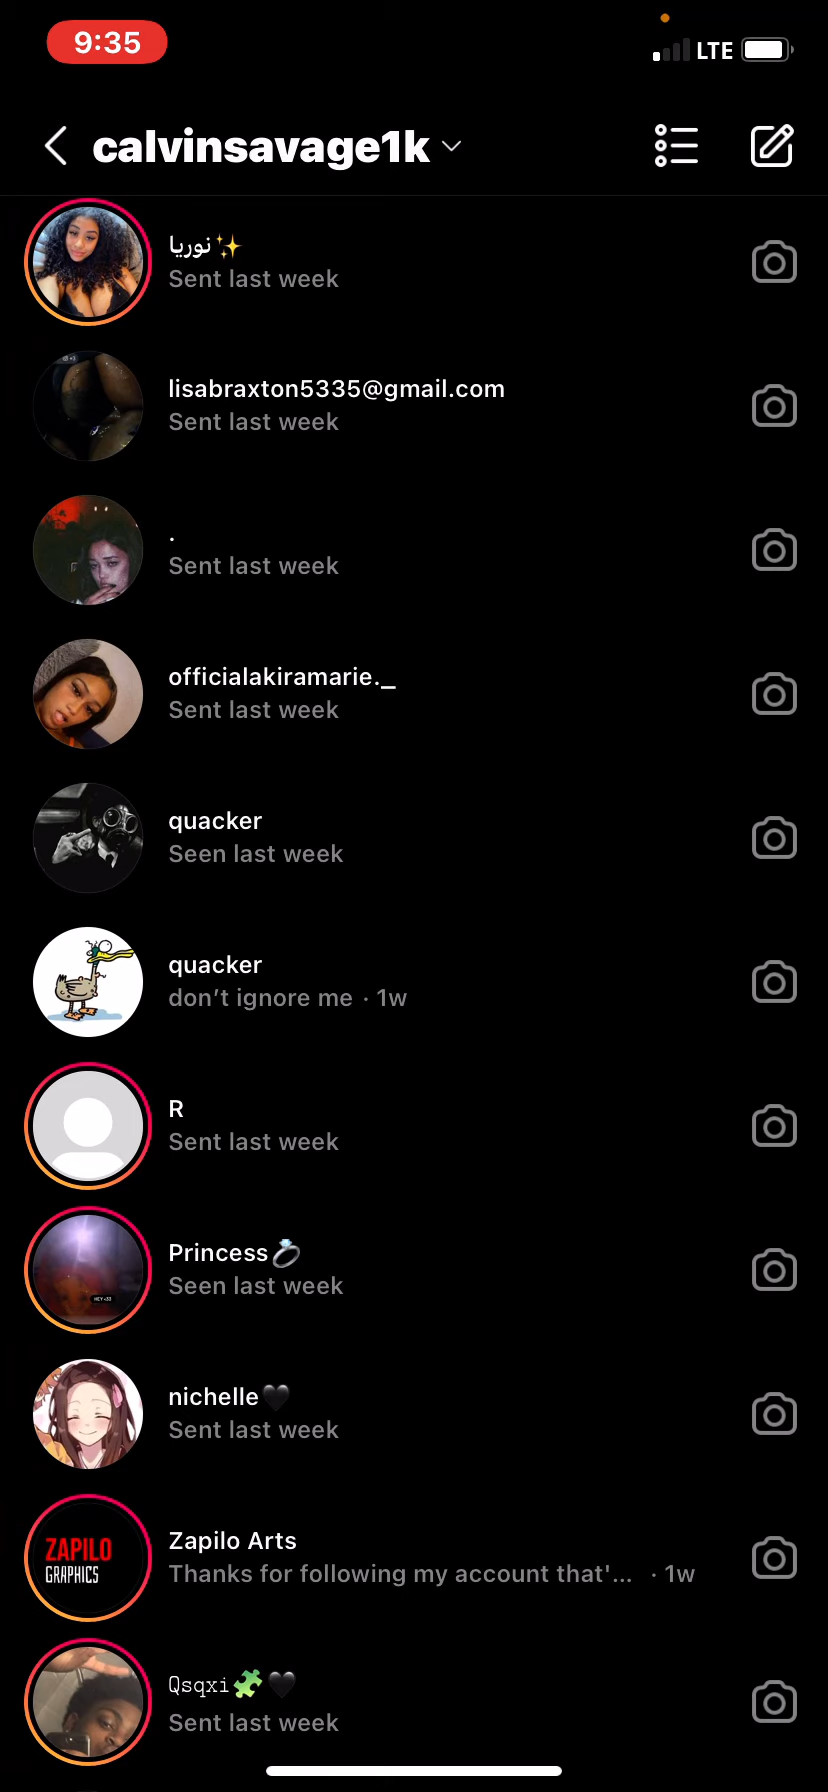 9:35
LTE
calvinsavage1k
نوريا✨
Sent last week
lisabraxton5335@gmail.com
Sent last week
.
Sent last week
officialakiramarie._
Sent last week
quacker
Seen last week
quacker
don’t ignore me · 1w
R
Sent last week
Princess💍
Seen last week
nichelle🖤
Sent last week
ZAPILO
GRAPHICS
Zapilo Arts
Thanks for following my account that'... · 1w
Qsqxi🧩🖤
Sent last week